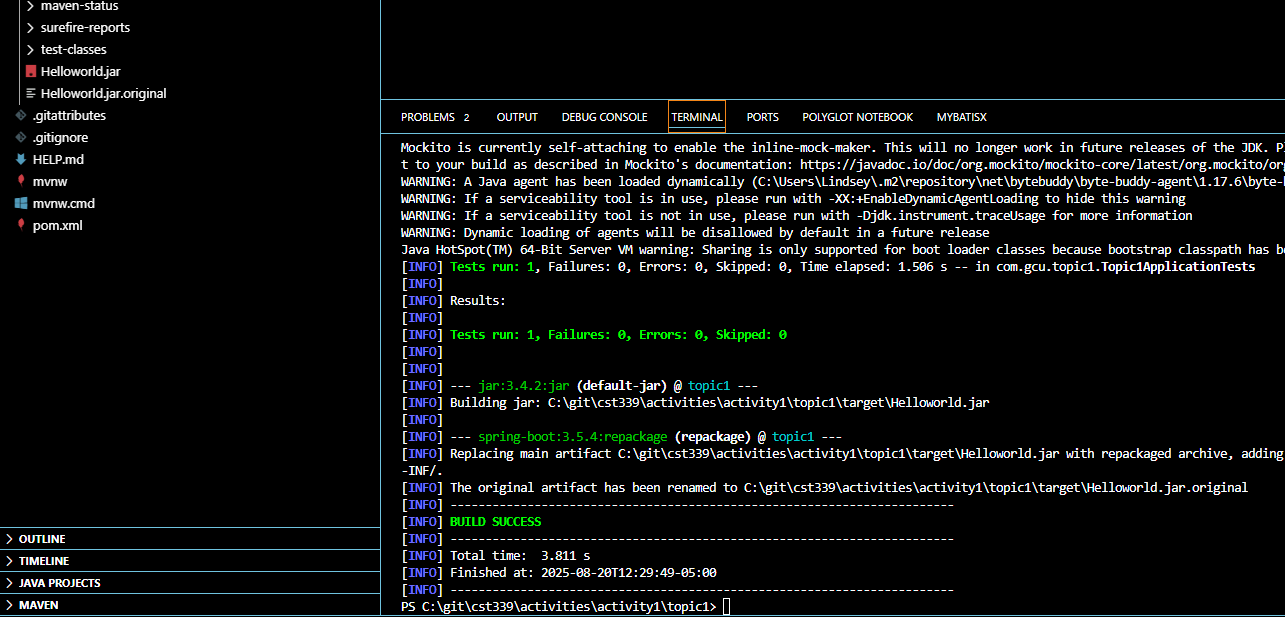 maven-status
surefire-reports
test-classes
Helloworld.jar
Helloworld.jar.original
.gitattributes
.gitignore
HELP.md
mvnw
mvnw.cmd
pom.xml
OUTLINE
TIMELINE
JAVA PROJECTS
MAVEN
PROBLEMS 2 OUTPUT DEBUG CONSOLE TERMINAL PORTS POLYGLOT NOTEBOOK MYBATISX
Mockito is currently self-attaching to enable the inline-mock-maker. This will no longer work in future releases of the JDK. P
t to your build as described in Mockito's documentation: https://javadoc.io/doc/org.mockito/mockito-core/latest/org.mockito/or
WARNING: A Java agent has been loaded dynamically (C:\Users\Lindsey\.m2\repository\net\bytebuddy\byte-buddy-agent\1.17.6\byte-
WARNING: If a serviceability tool is in use, please run with -XX:+EnableDynamicAgentLoading to hide this warning
WARNING: If a serviceability tool is not in use, please run with -Djdk.instrument.traceUsage for more information
WARNING: Dynamic loading of agents will be disallowed by default in a future release
Java HotSpot(TM) 64-Bit Server VM warning: Sharing is only supported for boot loader classes because bootstrap classpath has be
[INFO] Tests run: 1, Failures: 0, Errors: 0, Skipped: 0, Time elapsed: 1.506 s -- in com.gcu.topic1.Topic1ApplicationTests
[INFO]
[INFO] Results:
[INFO]
[INFO] Tests run: 1, Failures: 0, Errors: 0, Skipped: 0
[INFO]
[INFO]
[INFO] --- jar:3.4.2:jar (default-jar) @ topic1 ---
[INFO] Building jar: C:\git\cst339\activities\activity1\topic1\target\Helloworld.jar
[INFO]
[INFO] --- spring-boot:3.5.4:repackage (repackage) @ topic1 ---
[INFO] Replacing main artifact C:\git\cst339\activities\activity1\topic1\target\Helloworld.jar with repackaged archive, adding
-INF/.
[INFO] The original artifact has been renamed to C:\git\cst339\activities\activity1\topic1\target\Helloworld.jar.original
[INFO] ------------------------------------------------------------------------
[INFO] BUILD SUCCESS
[INFO] ------------------------------------------------------------------------
[INFO] Total time:  3.811 s
[INFO] Finished at: 2025-08-20T12:29:49-05:00
[INFO] ------------------------------------------------------------------------
PS C:\git\cst339\activities\activity1\topic1>